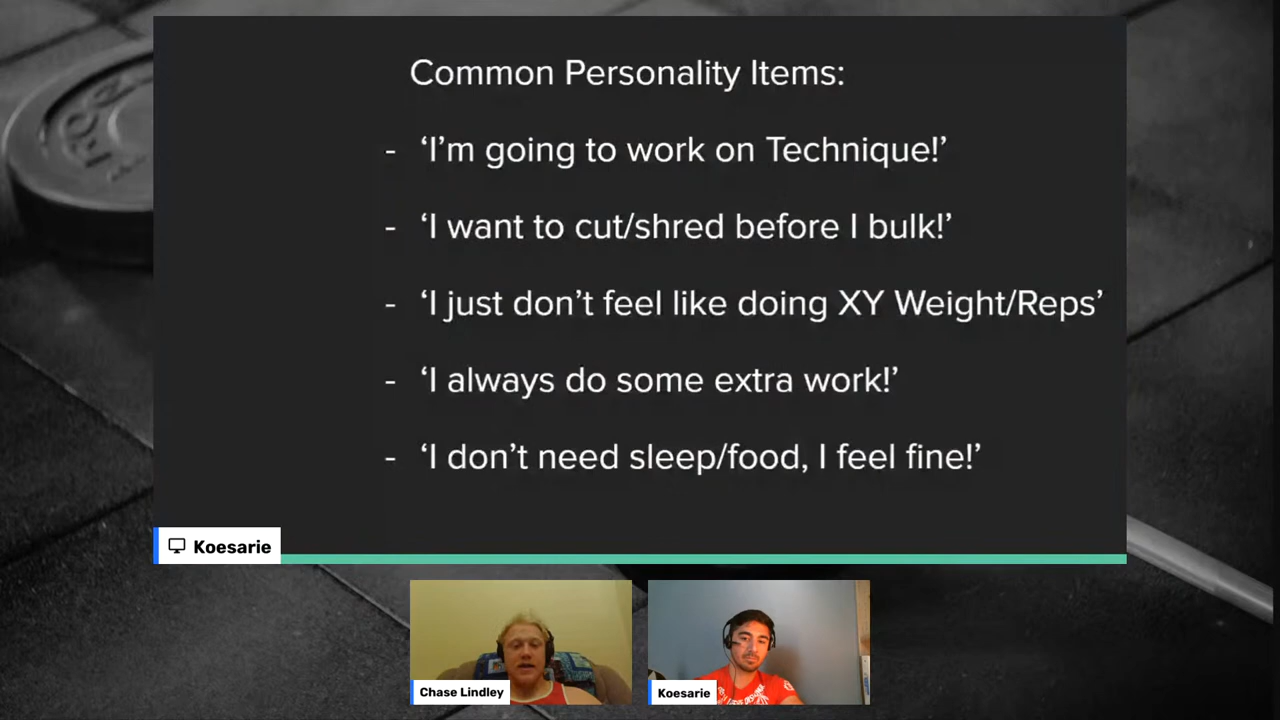 Common Personality Items:
- ‘I’m going to work on Technique!’
- ‘I want to cut/shred before I bulk!’
- ‘I just don’t feel like doing XY Weight/Reps’
- ‘I always do some extra work!’
- ‘I don’t need sleep/food, I feel fine!’
Koesarie
Chase Lindley
Koesarie